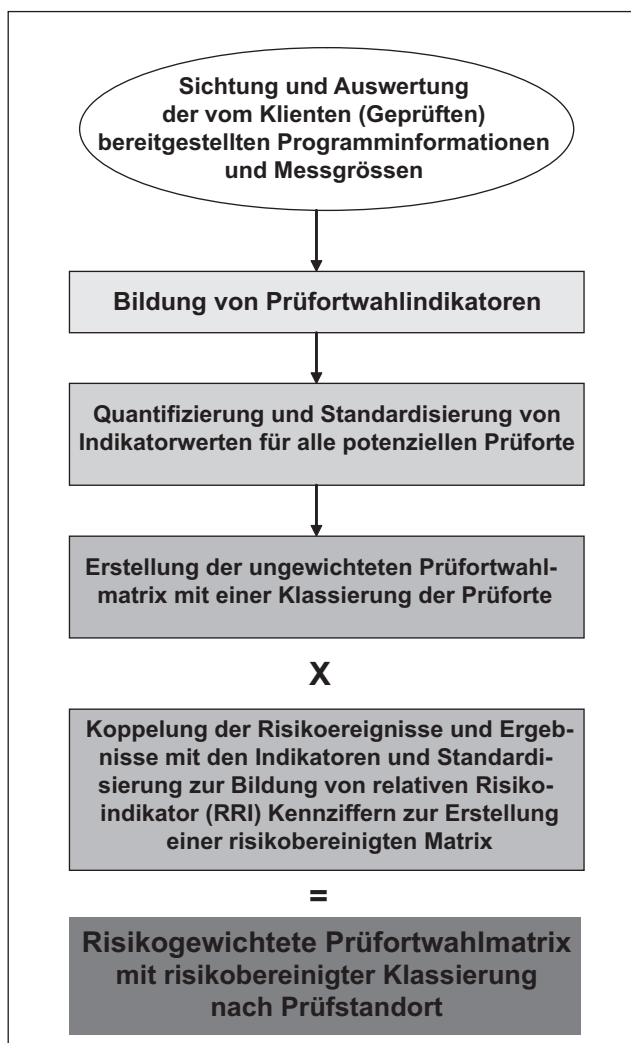 Sichtung und Auswertung
der vom Klienten (Geprüften)
bereitgestellten Programminformationen
und Messgrössen
Bildung von Prüfortwahlindikatoren
Quantifizierung und Standardisierung von
Indikatorwerten für alle potenziellen Prüforte
Erstellung der ungewichteten Prüfortwahl-
matrix mit einer Klassierung der Prüforte
X
Koppelung der Risikoereignisse und Ergeb-
nisse mit den Indikatoren und Standardi-
sierung zur Bildung von relativen Risiko-
indikator (RRI) Kennziffern zur Erstellung
einer risikobereinigten Matrix
=
Risikogewichtete Prüfortwahlmatrix
mit risikobereinigter Klassierung
nach Prüfstandort